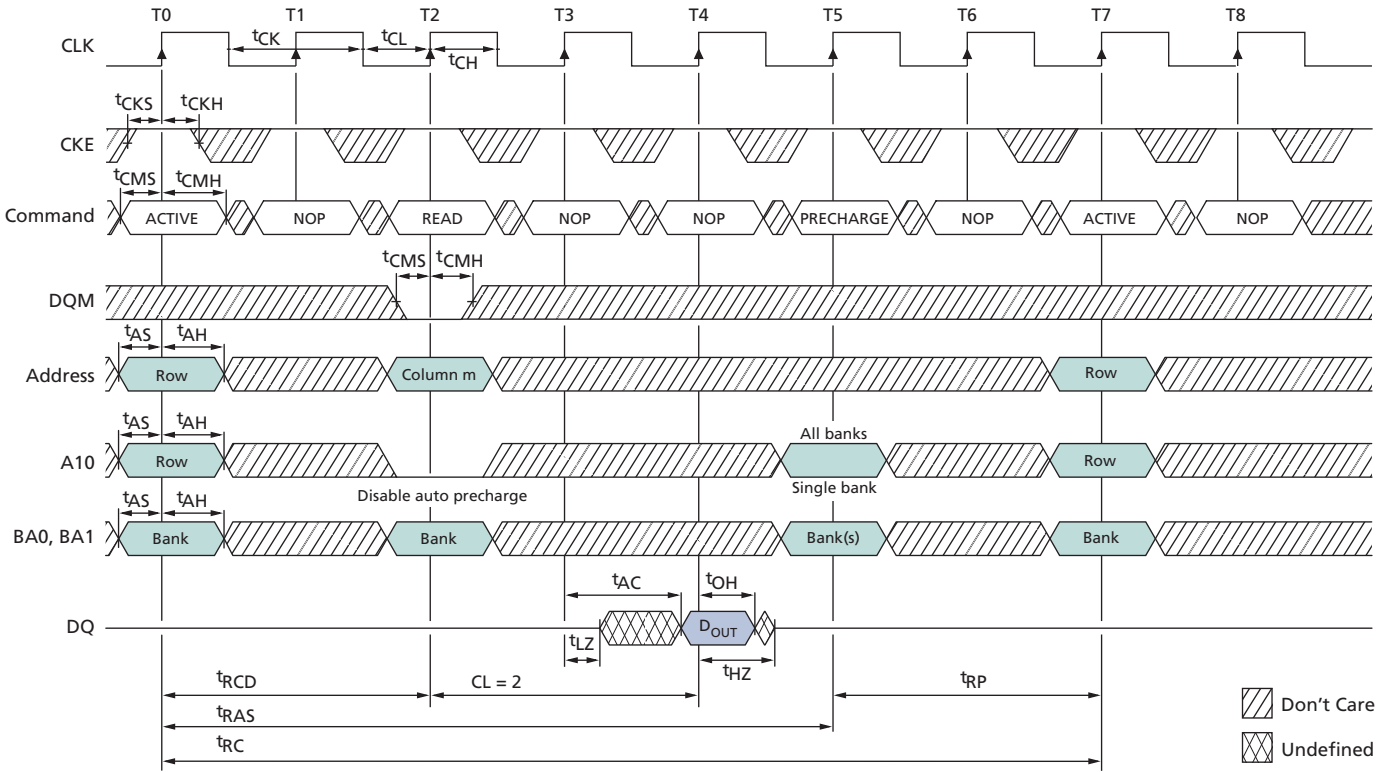 T0 T1 T2 T3 T4 T5 T6 T7 T8
CLK tCK tCL tCH
tCKS tCKH
CKE
tCMS tCMH
Command ACTIVE NOP READ NOP NOP PRECHARGE NOP ACTIVE NOP
tCMS tCMH
DQM
tAS tAH
Address Row Column m Row
tAS tAH All banks
A10 Row Row
Disable auto precharge Single bank
tAS tAH
BA0, BA1 Bank Bank Bank(s) Bank
tAC tOH
DQ DOUT
tLZ tHZ
tRCD CL = 2 tRP
tRAS Don't Care
tRC Undefined